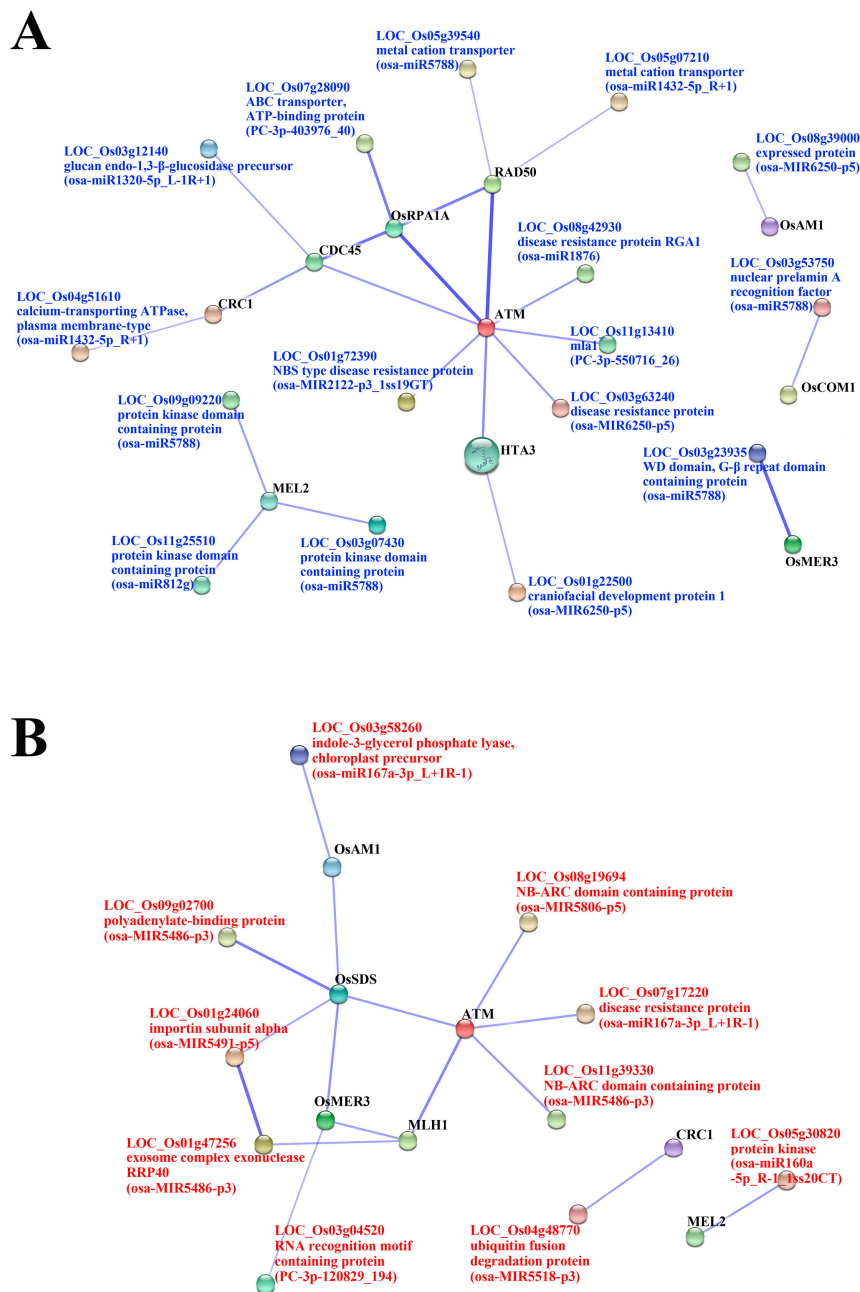 A
LOC_Os05g39540
metal cation transporter
(osa-miR5788)
LOC_Os05g07210
metal cation transporter
(osa-miR1432-5p_R+1)
LOC_Os07g28090
ABC transporter,
ATP-binding protein
(PC-3p-403976_40)
LOC_Os03g12140
glucan endo-1,3-β-glucosidase precursor
(osa-miR1320-5p_L-1R+1)
LOC_Os08g39000
expressed protein
(osa-MIR6250-p5)
RAD50
OsRPA1A
OsAM1
LOC_Os08g42930
disease resistance protein RGA1
(osa-miR1876)
CDC45
LOC_Os03g53750
nuclear prelamin A
recognition factor
(osa-miR5788)
LOC_Os04g51610
calcium-transporting ATPase,
plasma membrane-type
(osa-miR1432-5p_R+1)
CRC1
ATM
LOC_Os11g13410
mla1
(PC-3p-550716_26)
LOC_Os01g72390
NBS type disease resistance protein
(osa-MIR2122-p3_1ss19GT)
OsCOM1
LOC_Os03g63240
disease resistance protein
(osa-MIR6250-p5)
LOC_Os09g09220
protein kinase domain
containing protein
(osa-miR5788)
HTA3
LOC_Os03g23935
WD domain, G-β repeat domain
containing protein
(osa-miR5788)
MEL2
LOC_Os11g25510
protein kinase domain
containing protein
(osa-miR812g)
LOC_Os03g07430
protein kinase domain
containing protein
(osa-miR5788)
OsMER3
LOC_Os01g22500
craniofacial development protein 1
(osa-MIR6250-p5)
B
LOC_Os03g58260
indole-3-glycerol phosphate lyase,
chloroplast precursor
(osa-miR167a-3p_L+1R-1)
OsAM1
LOC_Os08g19694
NB-ARC domain containing protein
(osa-MIR5806-p5)
LOC_Os09g02700
polyadenylate-binding protein
(osa-MIR5486-p3)
OsSDS
LOC_Os07g17220
disease resistance protein
(osa-miR167a-3p_L+1R-1)
LOC_Os01g24060
importin subunit alpha
(osa-MIR5491-p5)
ATM
LOC_Os11g39330
NB-ARC domain containing protein
(osa-MIR5486-p3)
OsMER3
MLH1
LOC_Os01g47256
exosome complex exonuclease
RRP40
(osa-MIR5486-p3)
CRC1
LOC_Os05g30820
protein kinase
(osa-miR160a
-5p_R-1_1ss20CT)
LOC_Os03g04520
RNA recognition motif
containing protein
(PC-3p-120829_194)
LOC_Os04g48770
ubiquitin fusion
degradation protein
(osa-MIR5518-p3)
MEL2